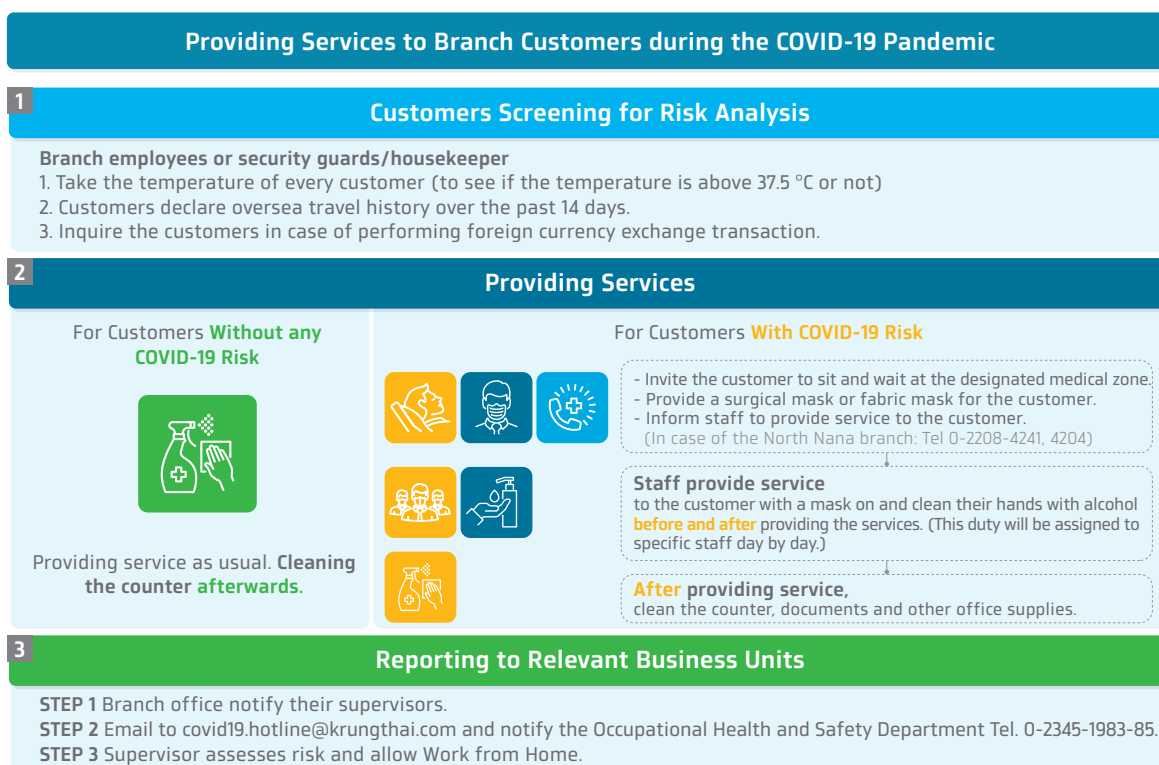 Providing Services to Branch Customers during the COVID-19 Pandemic
1
Customers Screening for Risk Analysis
Branch employees or security guards/housekeeper
1. Take the temperature of every customer (to see if the temperature is above 37.5 °C or not)
2. Customers declare oversea travel history over the past 14 days.
3. Inquire the customers in case of performing foreign currency exchange transaction.
2
Providing Services
For Customers Without any
COVID-19 Risk
Providing service as usual. Cleaning
the counter afterwards.
For Customers With COVID-19 Risk
- Invite the customer to sit and wait at the designated medical zone.
- Provide a surgical mask or fabric mask for the customer.
- Inform staff to provide service to the customer.
(In case of the North Nana branch: Tel 0-2208-4241, 4204)
Staff provide service
to the customer with a mask on and clean their hands with alcohol
before and after providing the services. (This duty will be assigned to
specific staff day by day.)
After providing service,
clean the counter, documents and other office supplies.
3
Reporting to Relevant Business Units
STEP 1 Branch office notify their supervisors.
STEP 2 Email to covid19.hotline@krungthai.com and notify the Occupational Health and Safety Department Tel. 0-2345-1983-85.
STEP 3 Supervisor assesses risk and allow Work from Home.